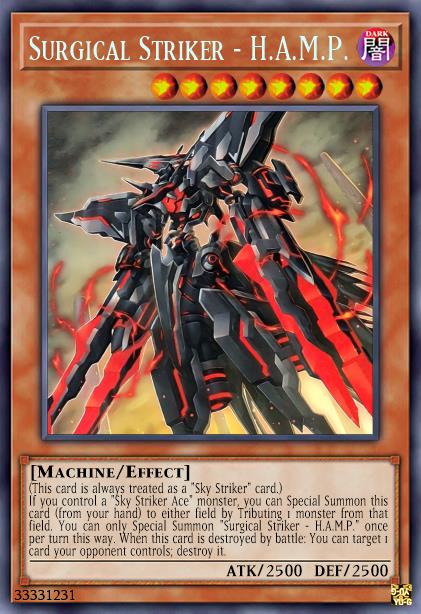 SURGICAL STRIKER - H.A.M.P.
DARK
闇
[MACHINE/EFFECT]
(This card is always treated as a "Sky Striker" card.)
If you control a "Sky Striker Ace" monster, you can Special Summon this
card (from your hand) to either field by Tributing 1 monster from that
field. You can only Special Summon "Surgical Striker - H.A.M.P." once
per turn this way. When this card is destroyed by battle: You can target 1
card your opponent controls; destroy it.
ATK/2500 DEF/2500
33331231